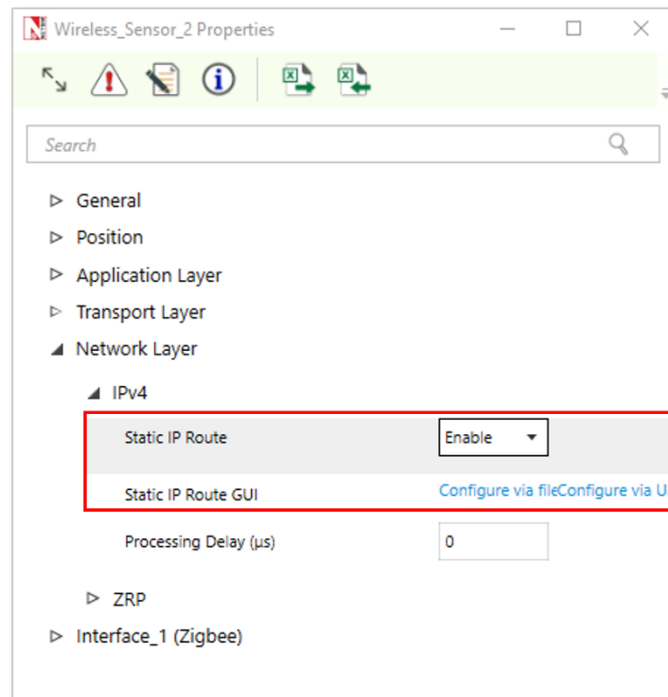 Wireless_Sensor_2 Properties
Search
General
Position
Application Layer
Transport Layer
Network Layer
IPv4
Static IP Route Enable
Static IP Route GUI Configure via fileConfigure via U
Processing Delay (µs) 0
ZRP
Interface_1 (Zigbee)